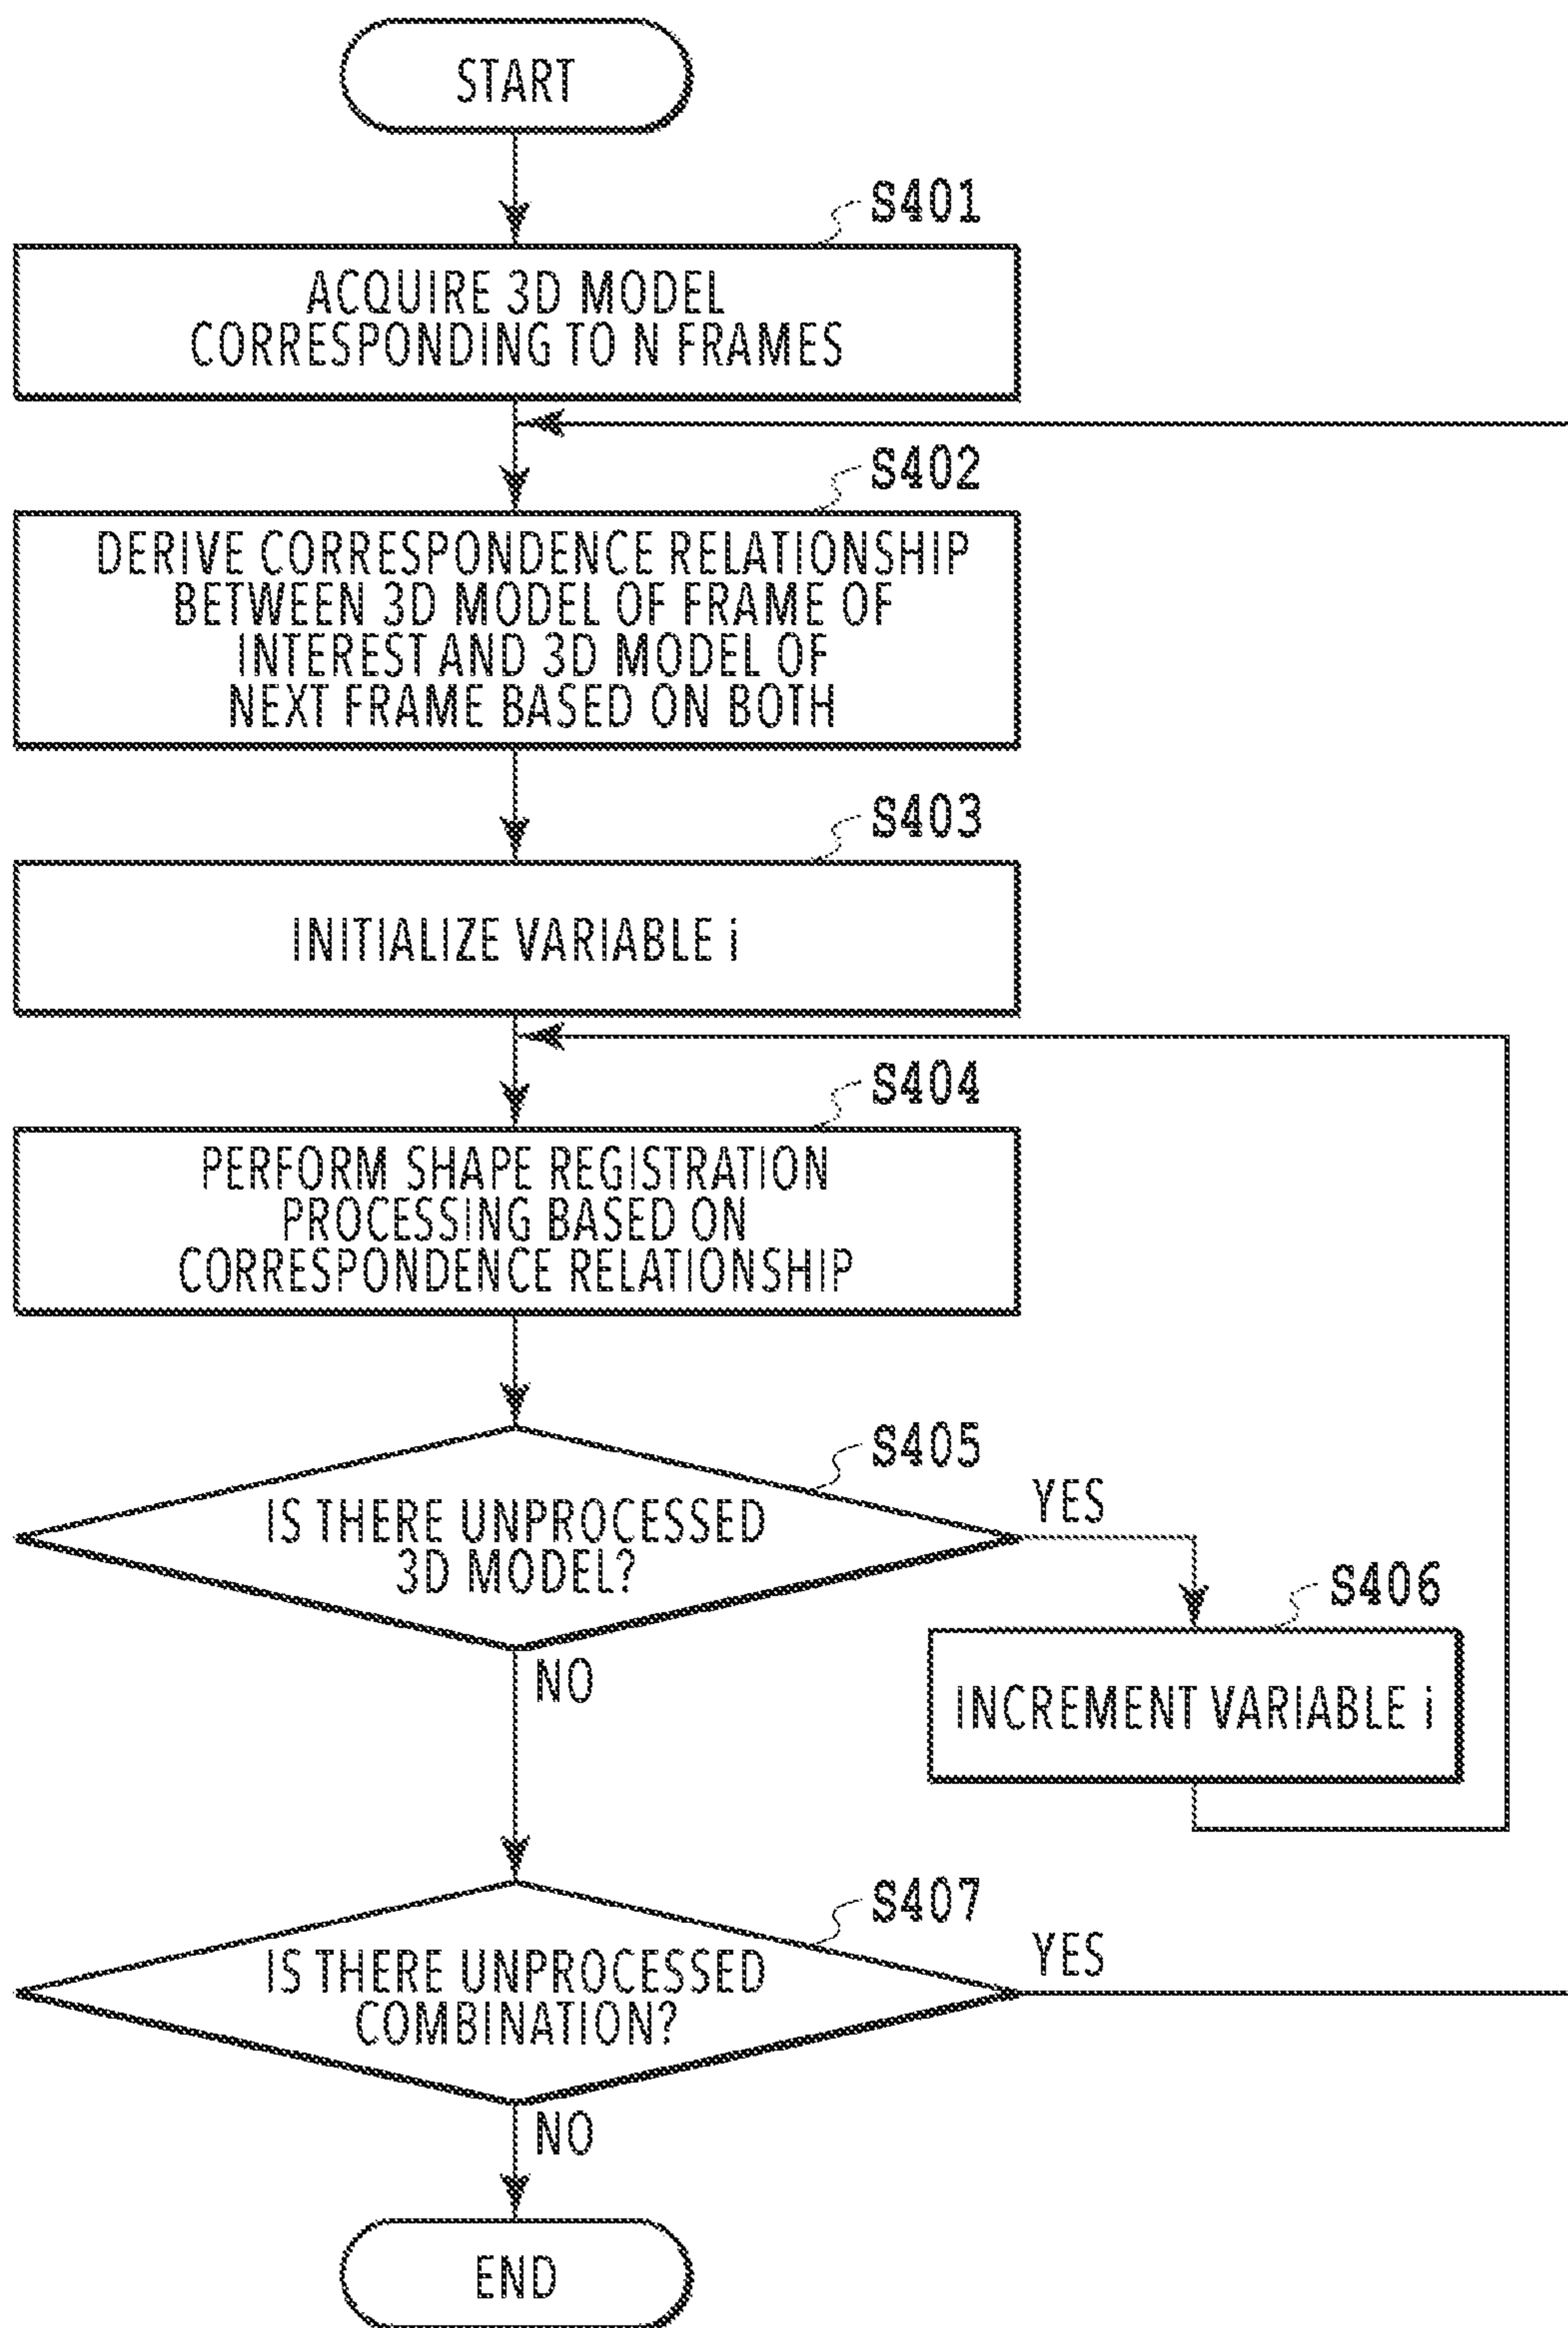 START
S401
ACQUIRE 3D MODEL
CORRESPONDING TO N FRAMES
S402
DERIVE CORRESPONDENCE RELATIONSHIP
BETWEEN 3D MODEL OF FRAME OF
INTEREST AND 3D MODEL OF
NEXT FRAME BASED ON BOTH
S403
INITIALIZE VARIABLE i
S404
PERFORM SHAPE REGISTRATION
PROCESSING BASED ON
CORRESPONDENCE RELATIONSHIP
S405
IS THERE UNPROCESSED
3D MODEL?
YES
S406
INCREMENT VARIABLE i
NO
S407
IS THERE UNPROCESSED
COMBINATION?
YES
NO
END